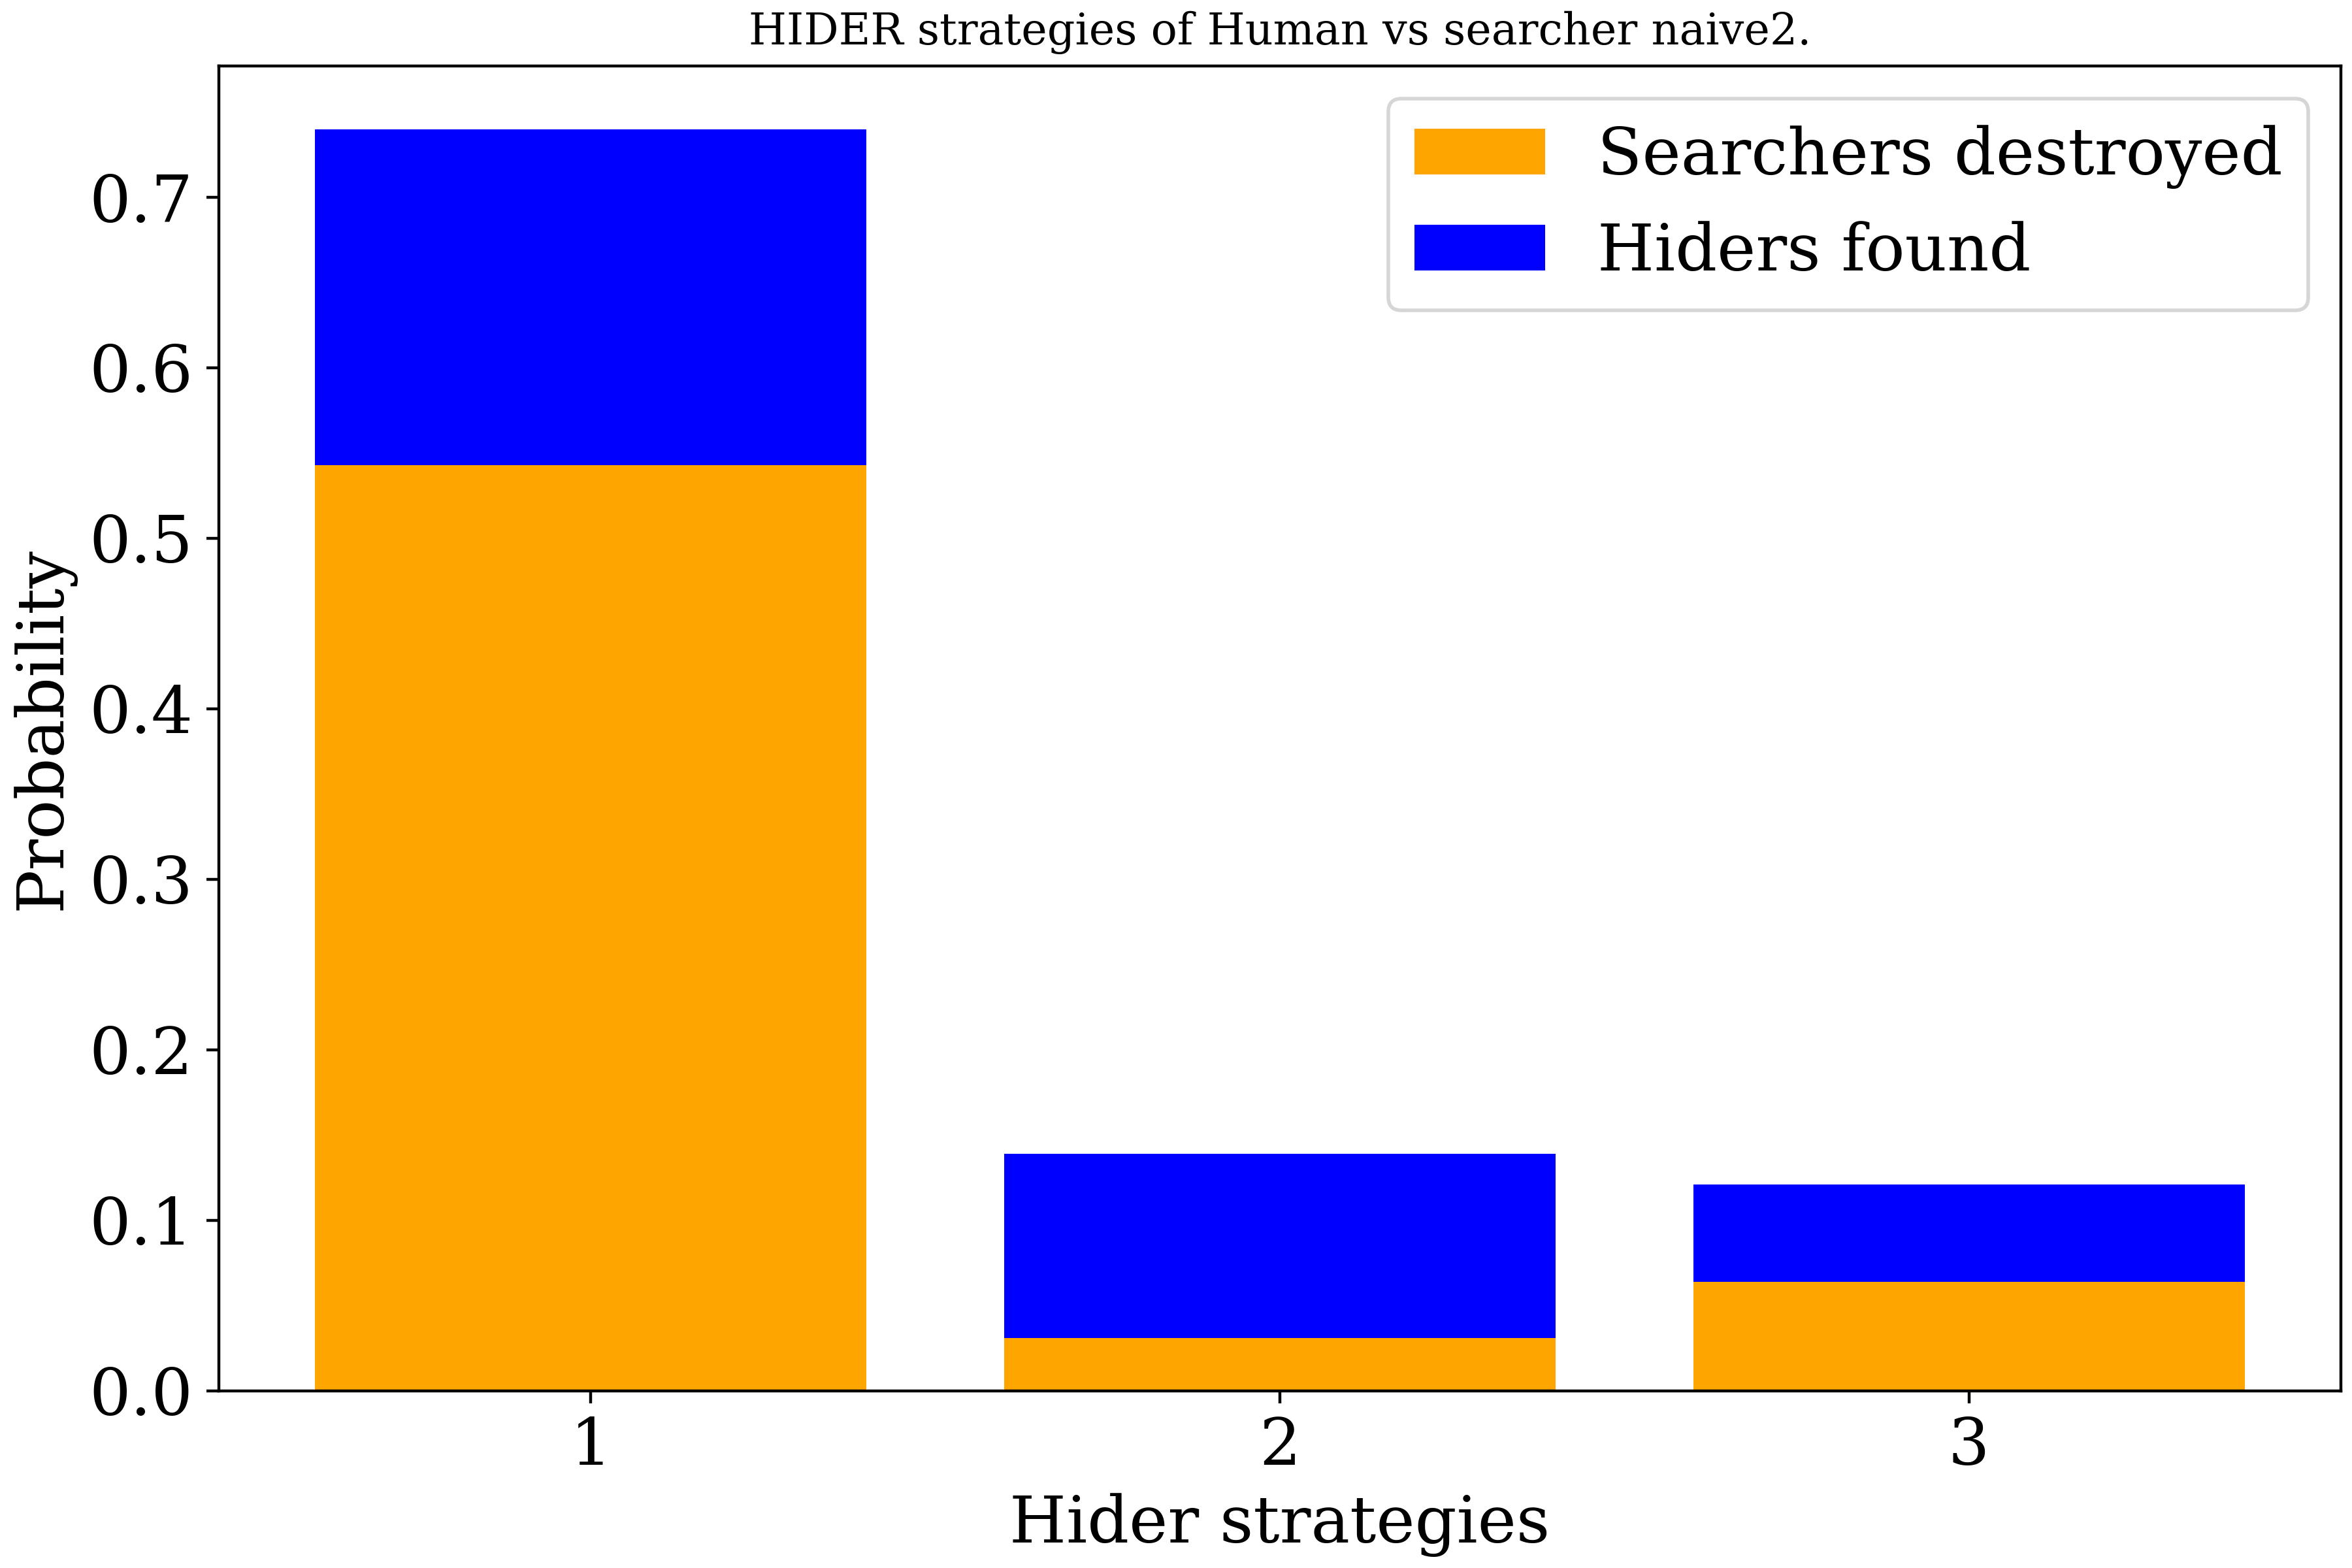 HIDER strategies of Human vs searcher naive2.
Searchers destroyed
Hiders found
Probability
0.7
0.6
0.5
0.4
0.3
0.2
0.1
0.0
1 2 3
Hider strategies